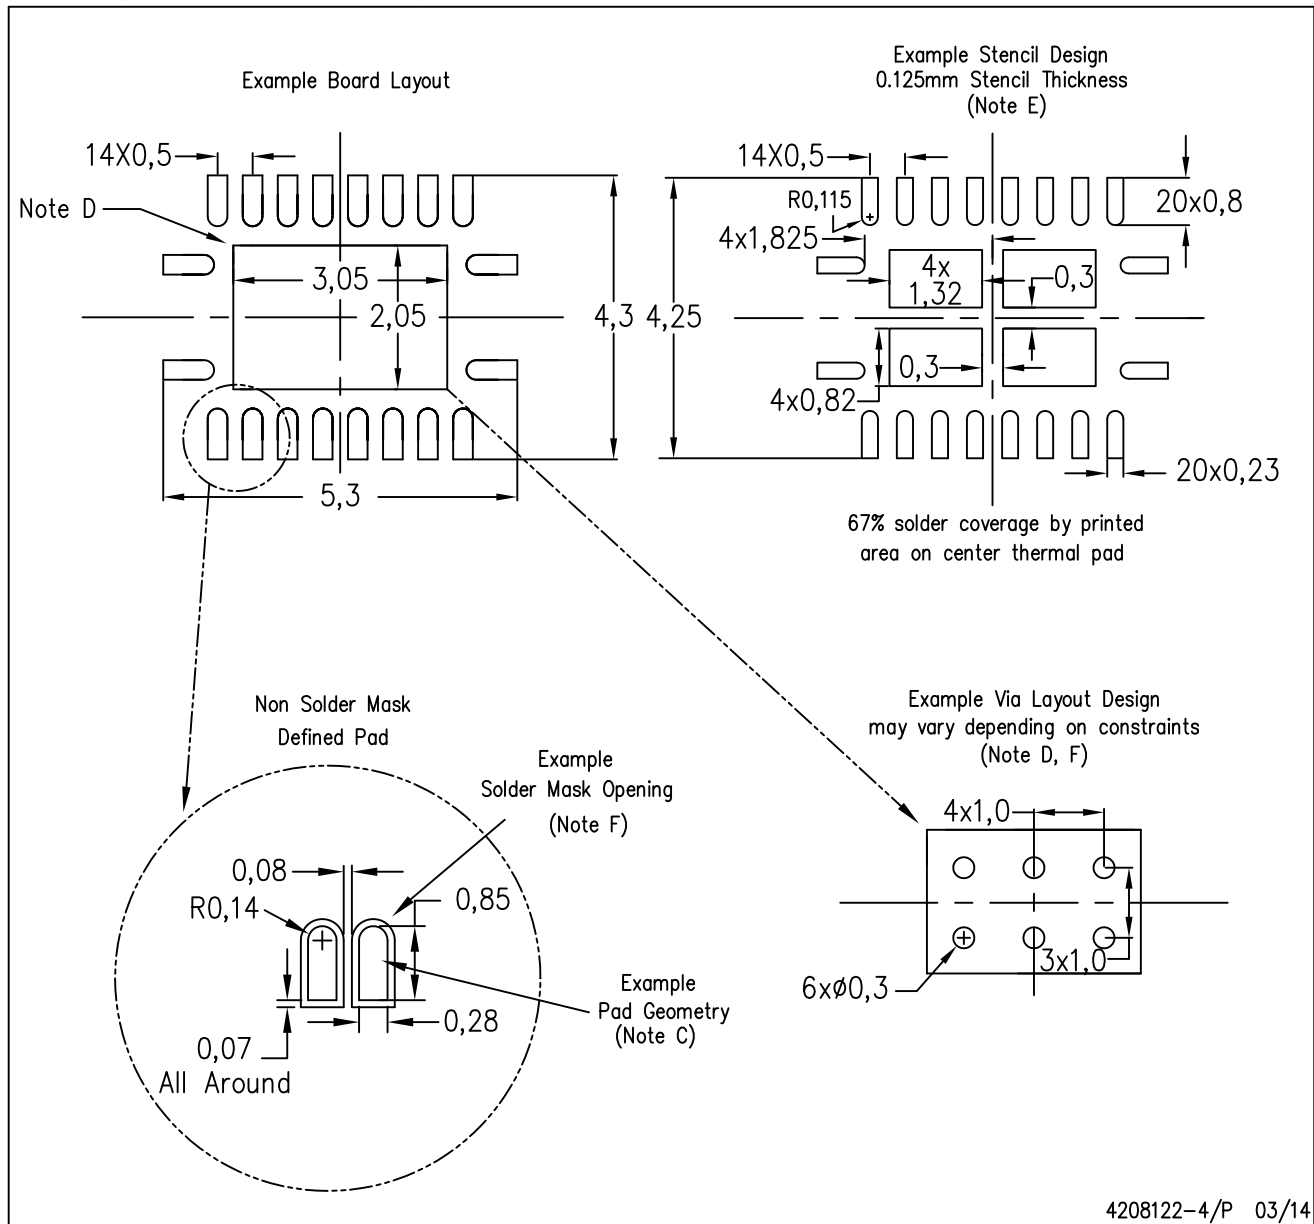 Example Board Layout
14X0,5
Note D
3,05
2,05
4,3
5,3
Example Stencil Design
0.125mm Stencil Thickness
(Note E)
14X0,5
R0,115
20x0,8
4x1,825
4x
1,32
0,3
4,25
0,3
4x0,82
20x0,23
67% solder coverage by printed
area on center thermal pad
Non Solder Mask
Defined Pad
Example
Solder Mask Opening
(Note F)
0,08
R0,14
0,85
Example
Pad Geometry
(Note C)
0,28
0,07
All Around
Example Via Layout Design
may vary depending on constraints
(Note D, F)
4x1,0
3x1,0
6xø0,3
4208122-4/P 03/14